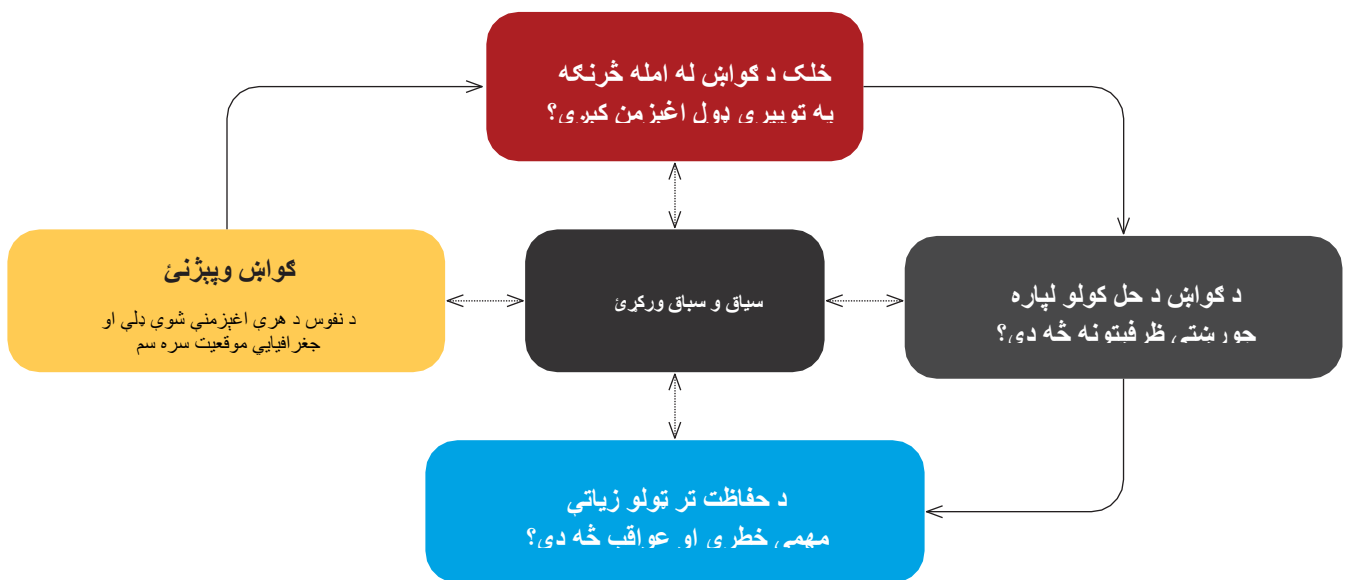 خلک د ګواښ له امله څرنګه
په توپیري ډول اغېزمن کیږي؟
ګواښ وپېژنئ
د نفوس د هرې اغېزمنې شوې ډلې او
جغرافیایي موقعیت سره سم
سیاق و سباق ورکړئ
د ګواښ د حل کولو لپاره
جوړښتي ظرفیتونه څه دي؟
د حفاظت تر ټولو زیاتې
مهمې خطرې او عواقب څه دي؟